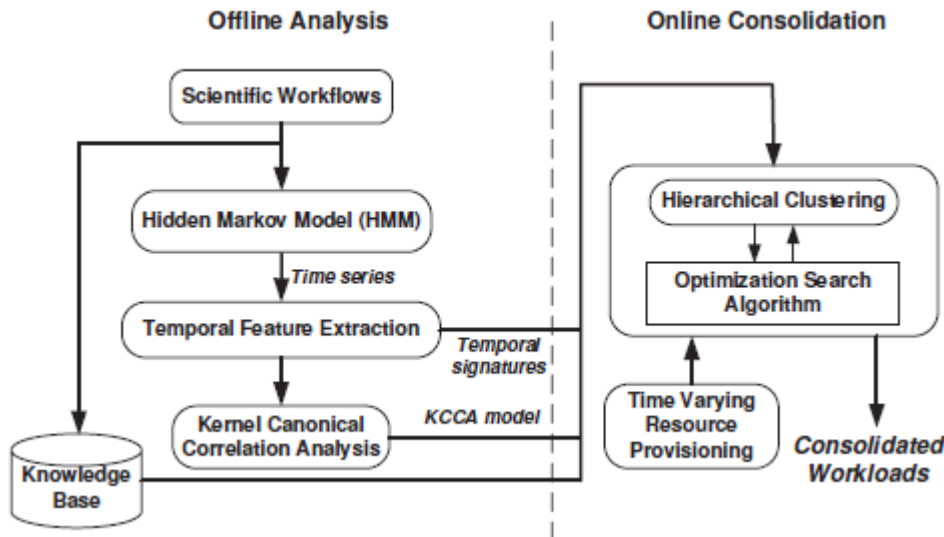 Offline Analysis
Online Consolidation
Scientific Workflows
Hidden Markov Model (HMM)
Time series
Temporal Feature Extraction
Temporal
signatures
Kernel Canonical
Correlation Analysis
KCCA model
Knowledge
Base
Hierarchical Clustering
Optimization Search
Algorithm
Time Varying
Resource
Provisioning
Consolidated
Workloads